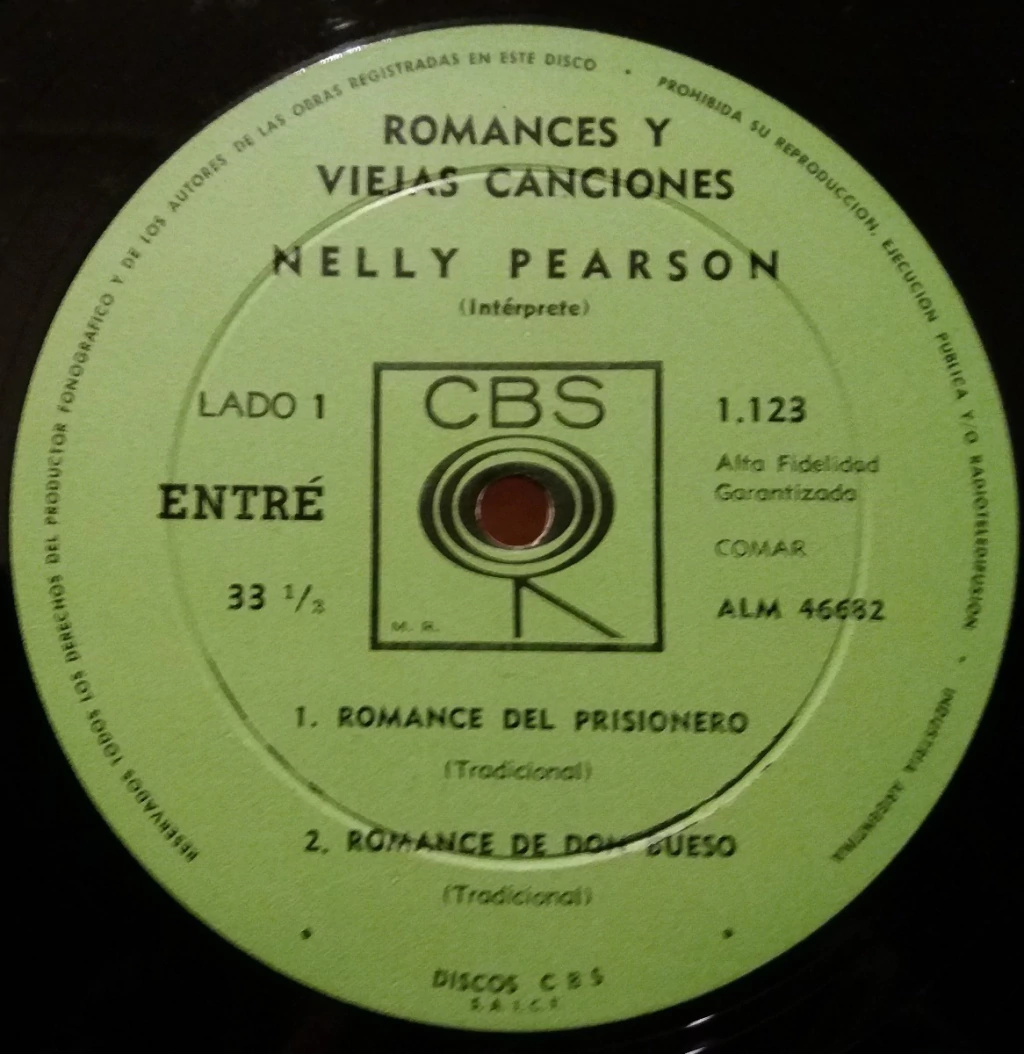 RESERVADOS TODOS LOS DERECHOS DEL PRODUCTOR FONOGRAFICO Y DE LOS AUTORES DE LAS OBRAS REGISTRADAS EN ESTE DISCO • PROHIBIDA SU REPRODUCCION, EJECUCION PUBLICA Y/O RADIOTELEDIFUSION • INDUSTRIA ARGENTINA
ROMANCES Y
VIEJAS CANCIONES
NELLY PEARSON
(Intérprete)
CBS
LADO 1
1.123
Alta Fidelidad
Garantizada
ENTRÉ
COMAR
33 1/3
ALM 46682
M. R.
1. ROMANCE DEL PRISIONERO
(Tradicional)
2. ROMANCE DE DON BUESO
(Tradicional)
DISCOS CBS
S.A.I.C.F.